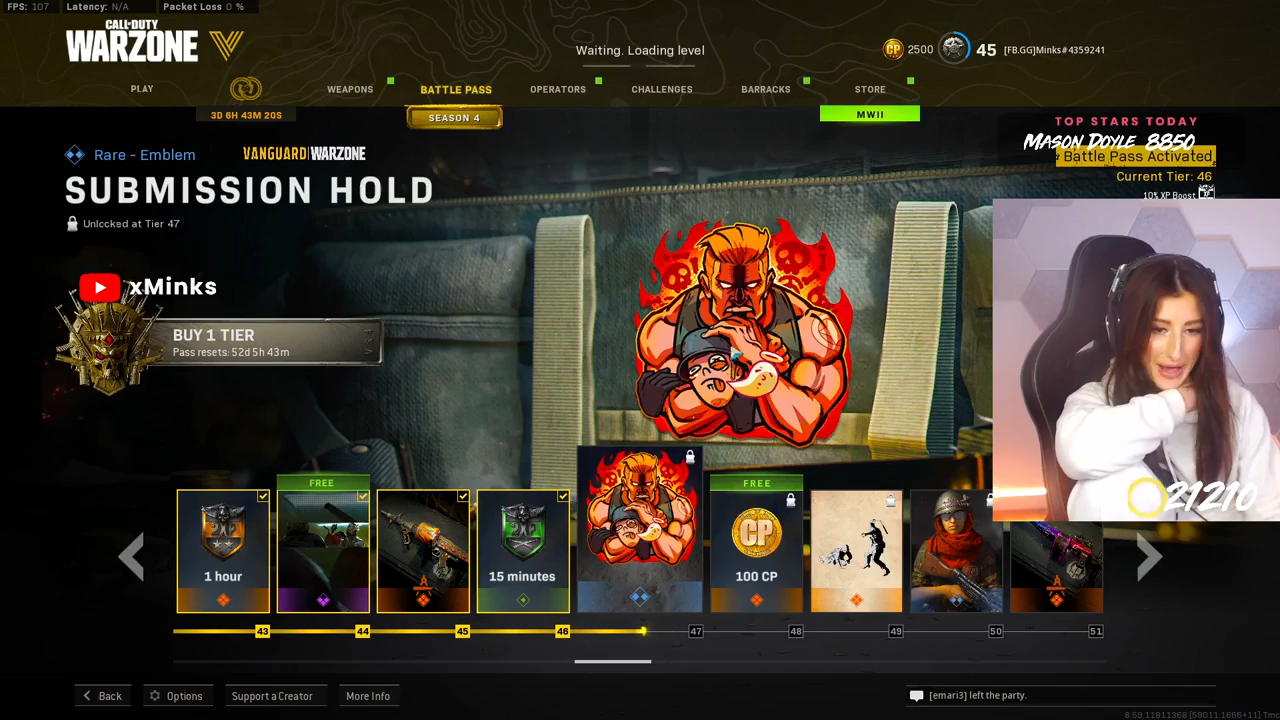 FPS: 107 Latency: N/A Packet Loss 0 %
CALL OF DUTY
WARZONE
Waiting. Loading level
CP 2500
45
[FB.GG]Minks#4359241
PLAY
WEAPONS
BATTLE PASS
OPERATORS
CHALLENGES
BARRACKS
STORE
3D 6H 43M 20S
SEASON 4
MWII
TOP STARS TODAY
MASON DOYLE 8850
Battle Pass Activated
Current Tier: 46
10% XP Boost
Rare - Emblem
VANGUARD|WARZONE
SUBMISSION HOLD
Unlocked at Tier 47
xMinks
BUY 1 TIER
Pass resets: 52d 5h 43m
21210
FREE
FREE
2XP
2XP
CP
1 hour
15 minutes
100 CP
43 44 45 46 47 48 49 50 51
Back
Options
Support a Creator
More Info
[emari3] left the party.